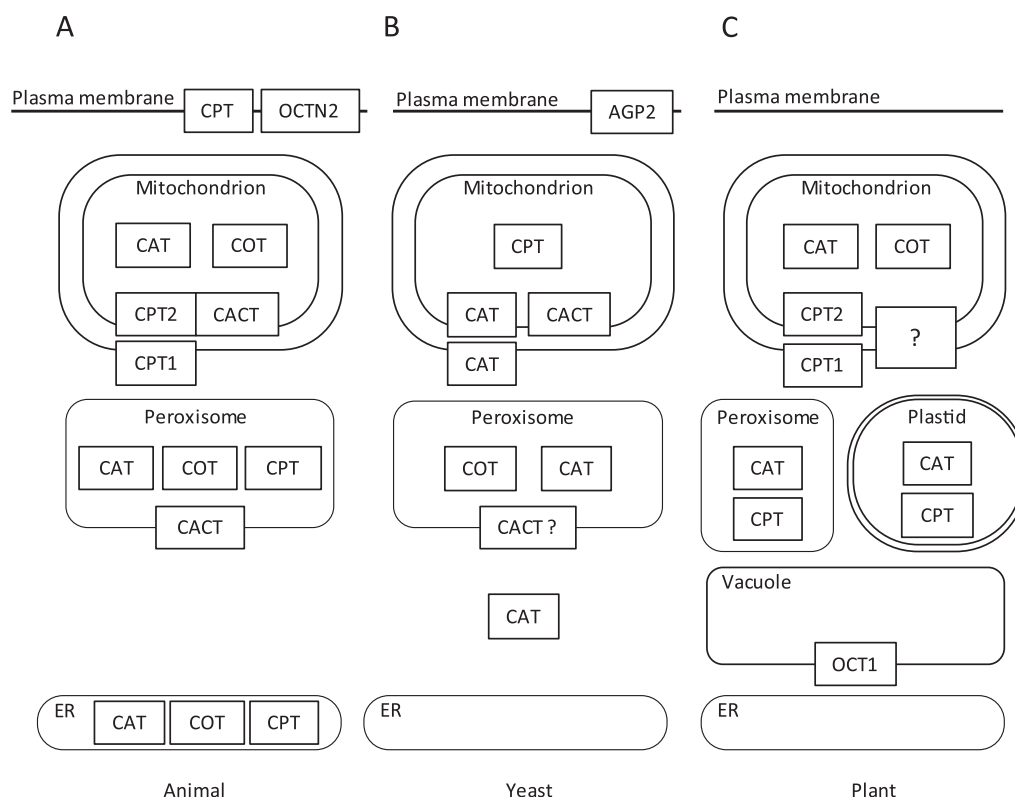 A
B
C
Plasma membrane
CPT
OCTN2
Plasma membrane
AGP2
Plasma membrane
Mitochondrion
CAT
COT
CPT2
CACT
CPT1
Mitochondrion
CPT
CAT
CACT
CAT
Mitochondrion
CAT
COT
CPT2
?
CPT1
Peroxisome
CAT
COT
CPT
CACT
Peroxisome
COT
CAT
CACT ?
CAT
Peroxisome
CAT
CPT
Plastid
CAT
CPT
Vacuole
OCT1
ER
CAT
COT
CPT
ER
ER
Animal
Yeast
Plant